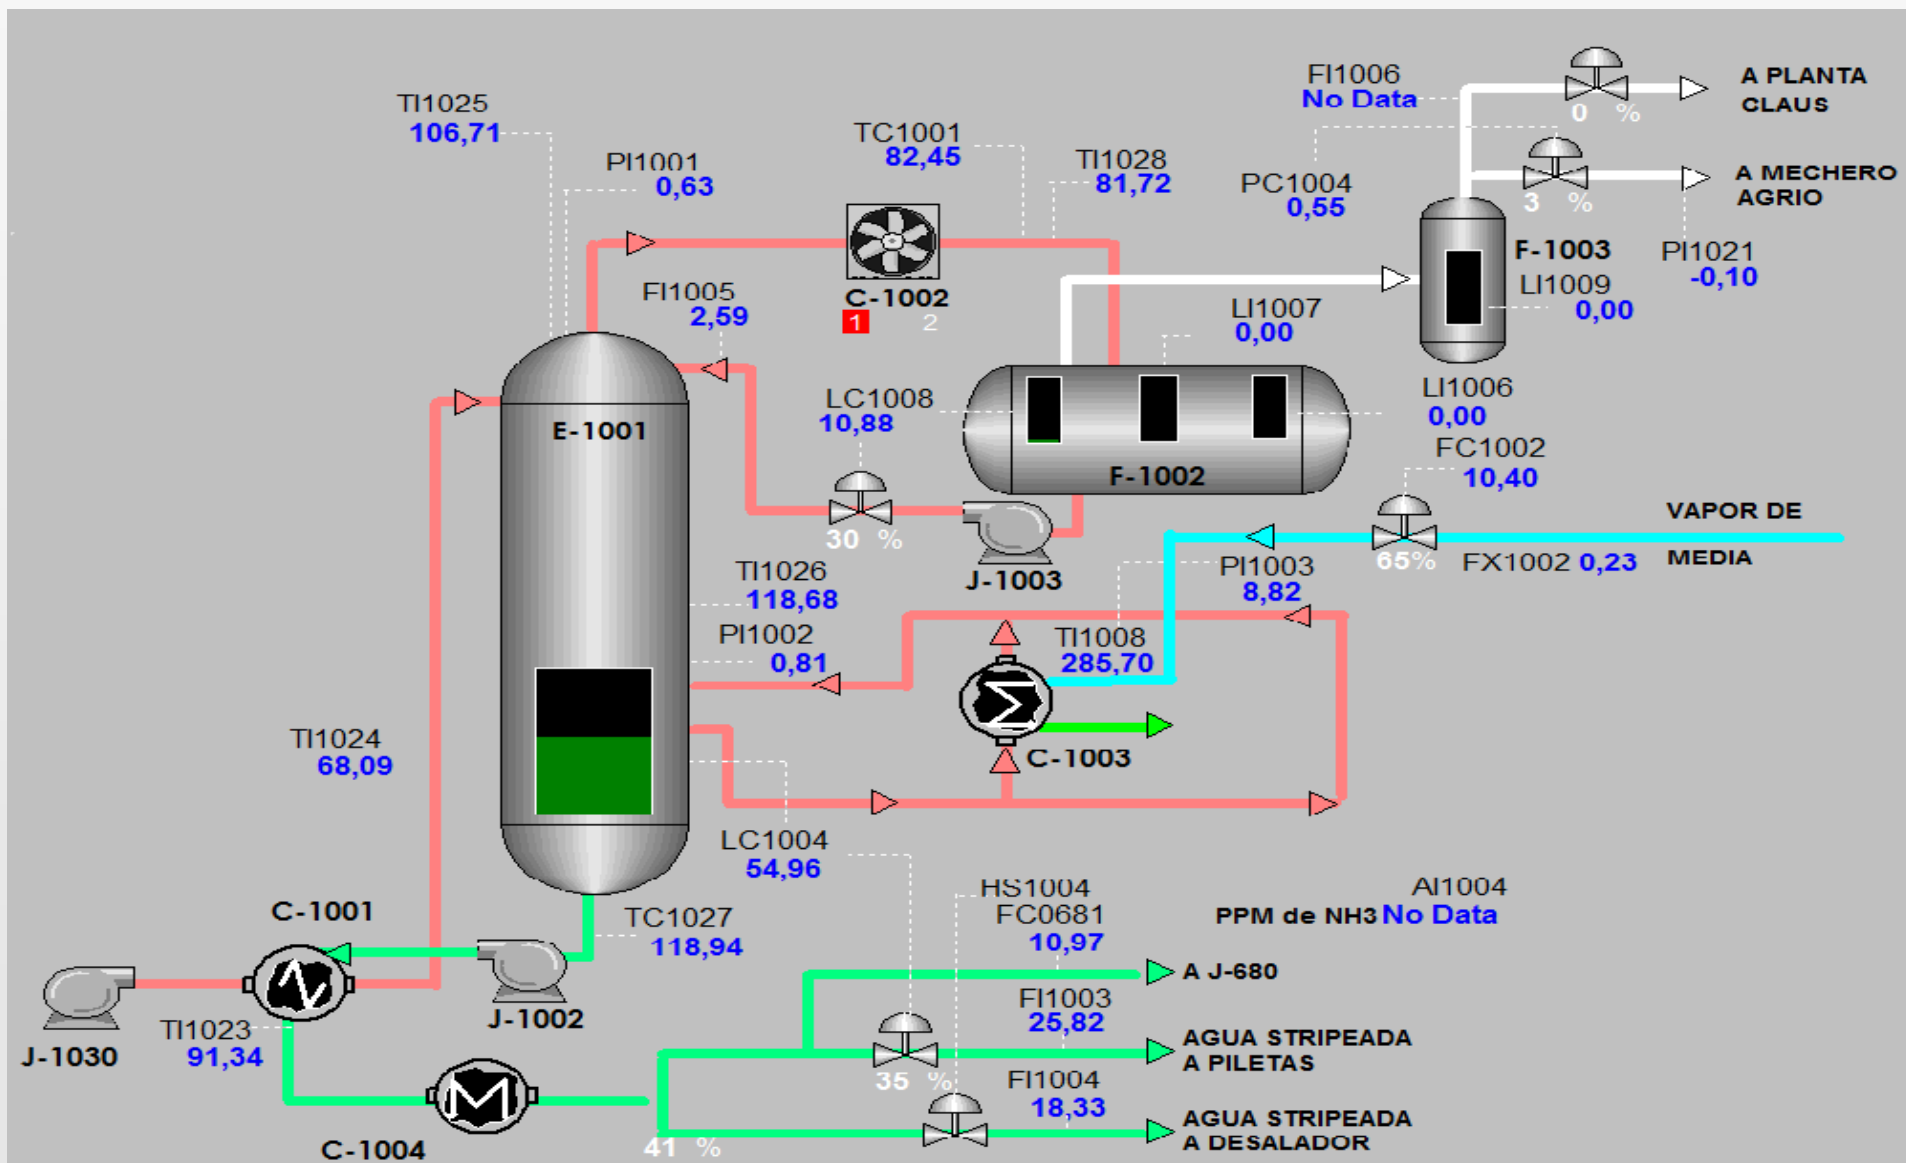 FI1006
No Data
A PLANTA
CLAUS
0 %
TI1025
106,71
TC1001
82,45
PI1001
0,63
TI1028
81,72
PC1004
0,55
A MECHERO
AGRIO
3 %
F-1003
PI1021
-0,10
LI1009
0,00
FI1005
2,59
C-1002
1 2
LI1007
0,00
LC1008
10,88
LI1006
0,00
E-1001
F-1002
FC1002
10,40
30 %
J-1003
VAPOR DE
MEDIA
65%
FX1002 0,23
TI1026
118,68
PI1003
8,82
PI1002
0,81
TI1008
285,70
TI1024
68,09
C-1003
LC1004
54,96
HS1004
FC0681
10,97
AI1004
PPM de NH3 No Data
C-1001
TC1027
118,94
A J-680
J-1002
FI1003
25,82
TI1023
91,34
J-1030
AGUA STRIPEADA
A PILETAS
35 %
FI1004
18,33
AGUA STRIPEADA
A DESALADOR
C-1004
41 %